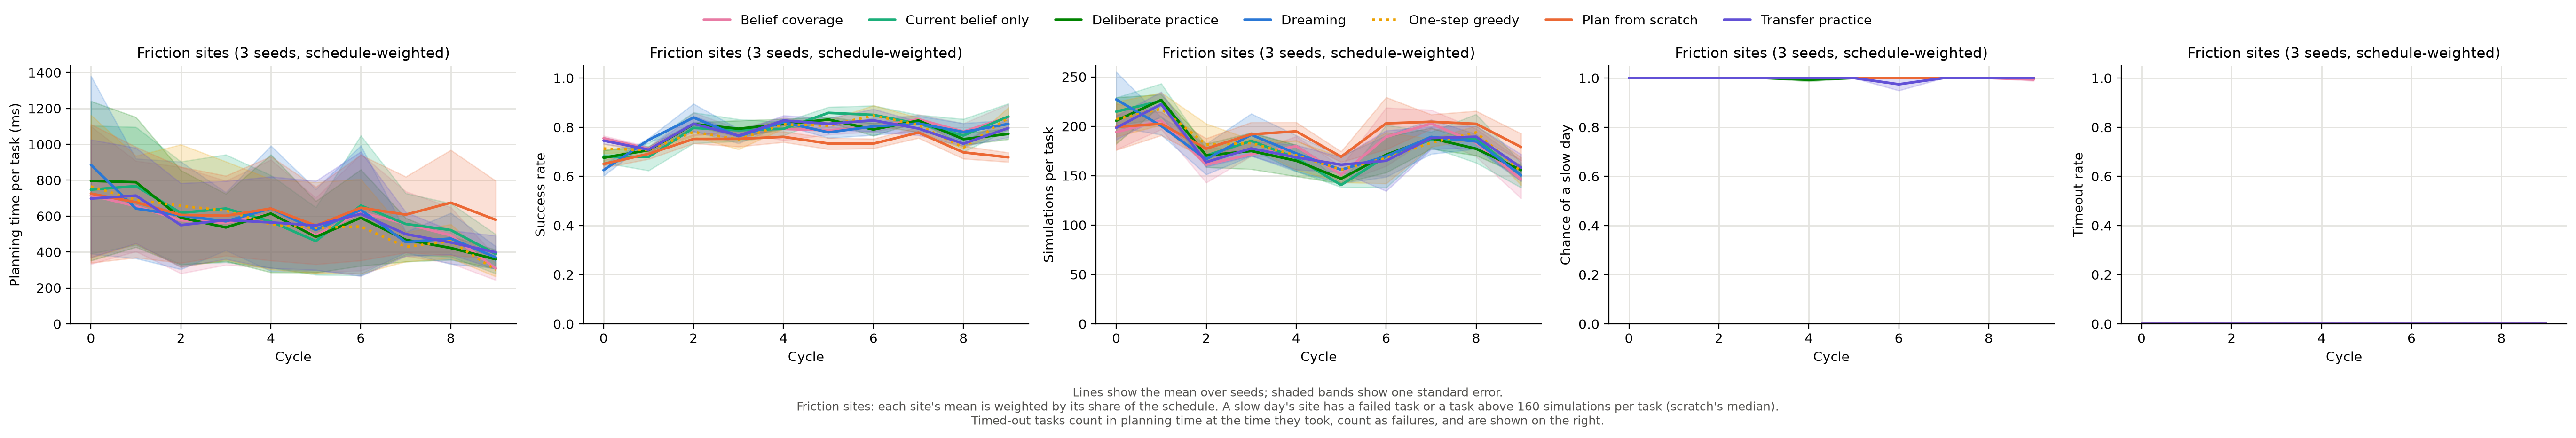 Belief coverage Current belief only Deliberate practice Dreaming One-step greedy Plan from scratch Transfer practice
Friction sites (3 seeds, schedule-weighted)
Planning time per task (ms)
1400
1200
1000
800
600
400
200
0
0 2 4 6 8
Cycle
Friction sites (3 seeds, schedule-weighted)
Success rate
1.0
0.8
0.6
0.4
0.2
0.0
0 2 4 6 8
Cycle
Friction sites (3 seeds, schedule-weighted)
Simulations per task
250
200
150
100
50
0
0 2 4 6 8
Cycle
Friction sites (3 seeds, schedule-weighted)
Chance of a slow day
1.0
0.8
0.6
0.4
0.2
0.0
0 2 4 6 8
Cycle
Friction sites (3 seeds, schedule-weighted)
Timeout rate
1.0
0.8
0.6
0.4
0.2
0.0
0 2 4 6 8
Cycle
Lines show the mean over seeds; shaded bands show one standard error.
Friction sites: each site's mean is weighted by its share of the schedule. A slow day's site has a failed task or a task above 160 simulations per task (scratch's median).
Timed-out tasks count in planning time at the time they took, count as failures, and are shown on the right.